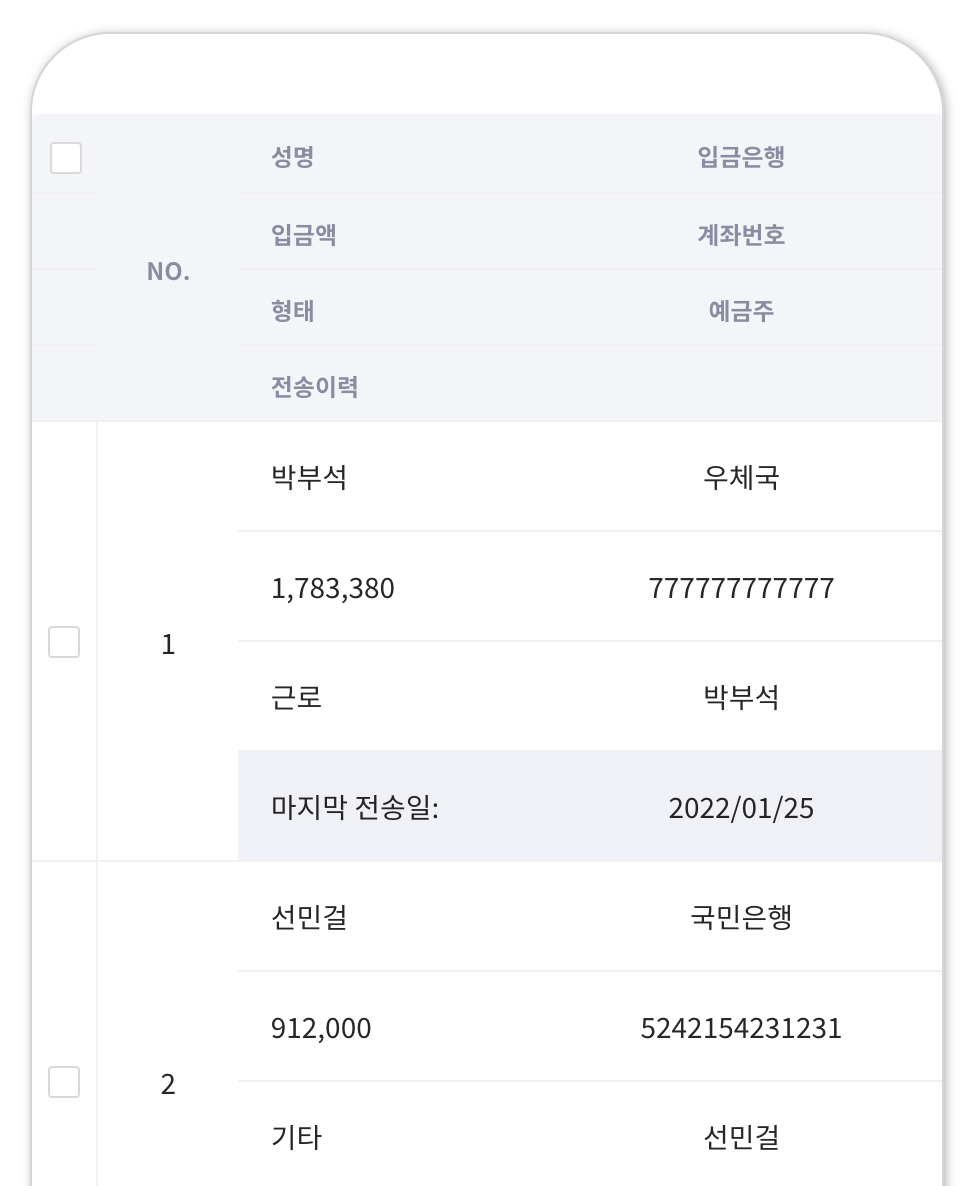 성명 입금은행
입금액 계좌번호
NO.
형태 예금주
전송이력
박부석 우체국
1,783,380 777777777777
1
근로 박부석
마지막 전송일: 2022/01/25
선민걸 국민은행
912,000 5242154231231
2
기타 선민걸